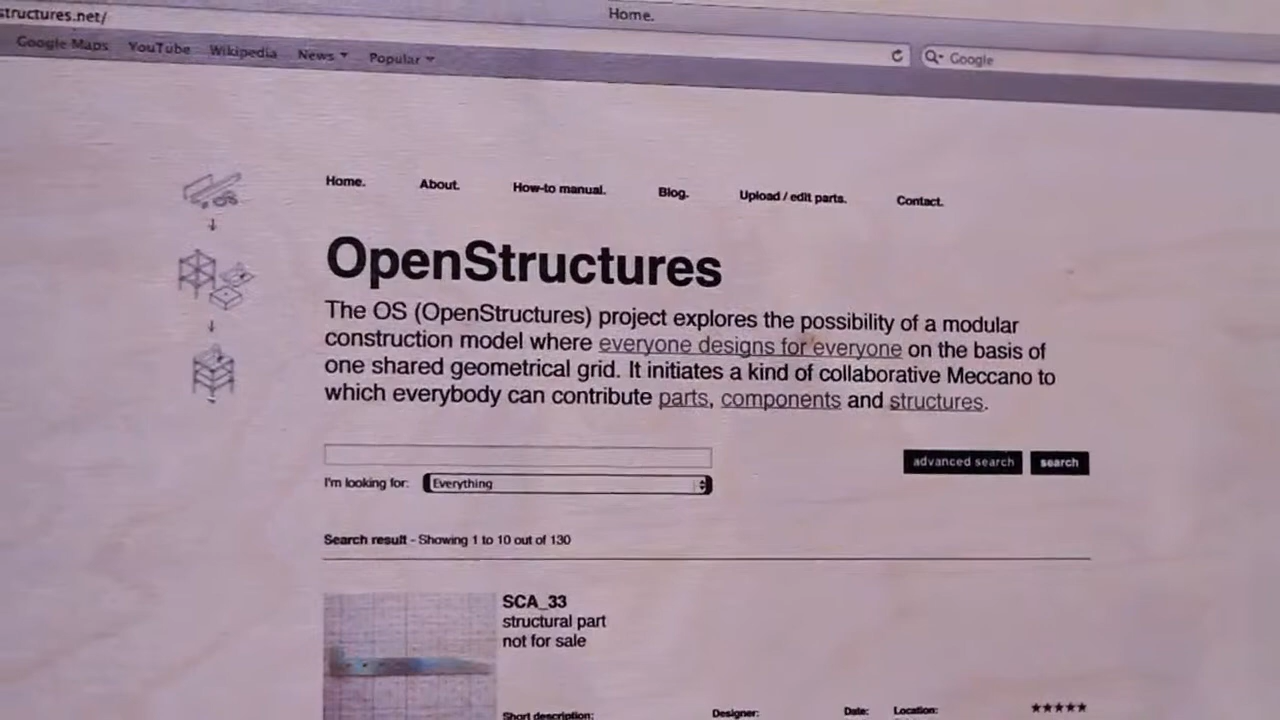 structures.net/
Home.
Google Maps YouTube Wikipedia News Popular
Google
Home. About. How-to manual. Blog. Upload / edit parts. Contact.
OpenStructures
The OS (OpenStructures) project explores the possibility of a modular
construction model where everyone designs for everyone on the basis of
one shared geometrical grid. It initiates a kind of collaborative Meccano to
which everybody can contribute parts, components and structures.
advanced search search
I'm looking for: Everything
Search result - Showing 1 to 10 out of 130
SCA_33
structural part
not for sale
Short description: Designer: Date: Location: